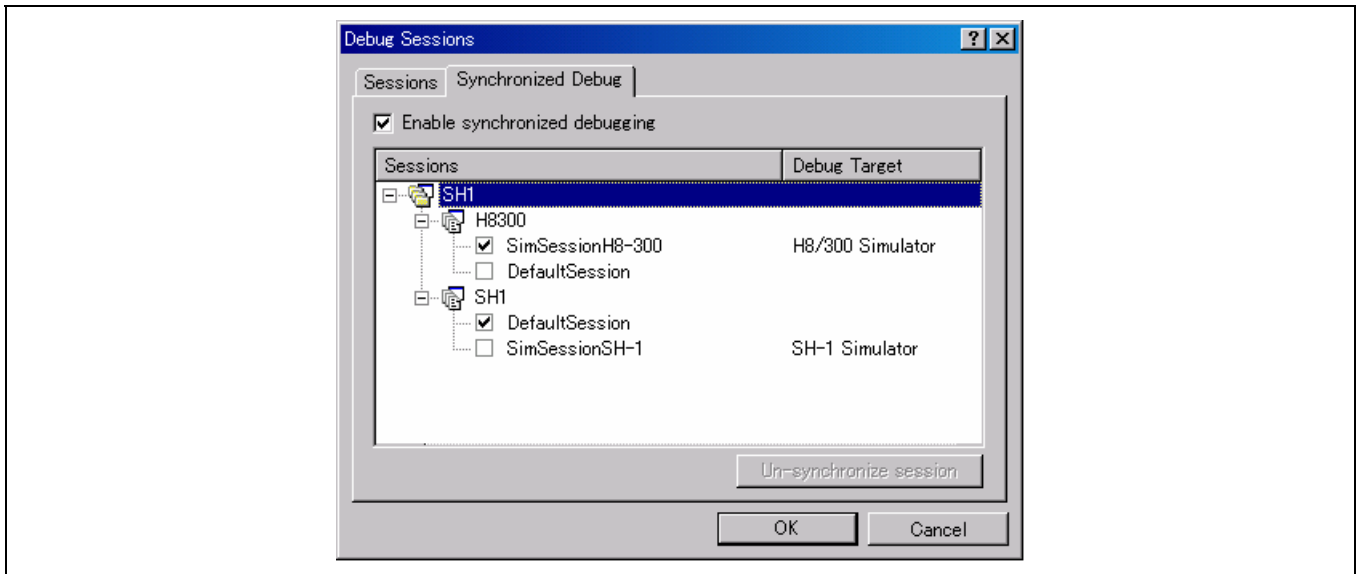 Debug Sessions
Sessions Synchronized Debug
Enable synchronized debugging
Sessions Debug Target
SH1
H8300
SimSessionH8-300 H8/300 Simulator
DefaultSession
SH1
DefaultSession
SimSessionSH-1 SH-1 Simulator
Un-synchronize session
OK Cancel